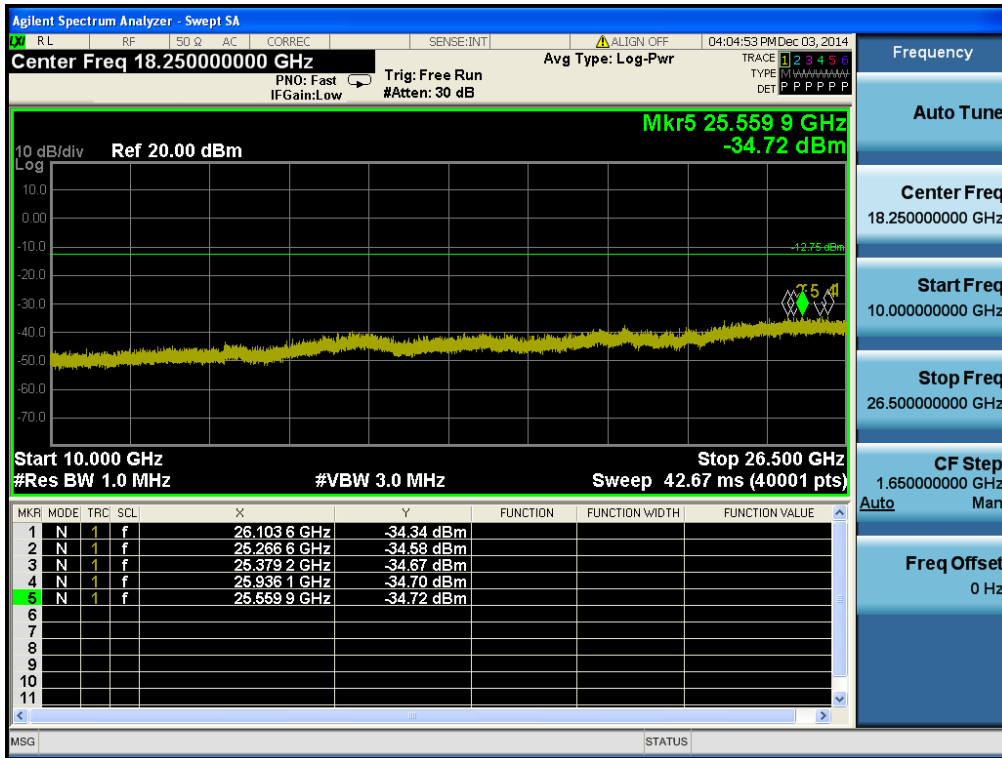 Agilent Spectrum Analyzer - Swept SA
LXI RL RF 50 Ω AC CORREC SENSE:INT ALIGN OFF 04:04:53 PM Dec 03, 2014
Center Freq 18.250000000 GHz
PNO: Fast
IFGain:Low
Trig: Free Run
#Atten: 30 dB
Avg Type: Log-Pwr
TRACE 1 2 3 4 5 6
TYPE M WWWWW
DET P P P P P P
Mkr5 25.559 9 GHz
-34.72 dBm
10 dB/div Ref 20.00 dBm
Log
10.0
0.00
-10.0
-12.75 dBm
-20.0
-30.0
-40.0
-50.0
-60.0
-70.0
Start 10.000 GHz Stop 26.500 GHz
#Res BW 1.0 MHz #VBW 3.0 MHz Sweep 42.67 ms (40001 pts)
MKR MODE TRC SCL X Y FUNCTION FUNCTION WIDTH FUNCTION VALUE
1 N 1 f 26.103 6 GHz -34.34 dBm
2 N 1 f 25.266 6 GHz -34.58 dBm
3 N 1 f 25.379 2 GHz -34.67 dBm
4 N 1 f 25.936 1 GHz -34.70 dBm
5 N 1 f 25.559 9 GHz -34.72 dBm
6
7
8
9
10
11
MSG STATUS
Frequency
Auto Tune
Center Freq
18.250000000 GHz
Start Freq
10.000000000 GHz
Stop Freq
26.500000000 GHz
CF Step
1.650000000 GHz
Auto Man
Freq Offset
0 Hz